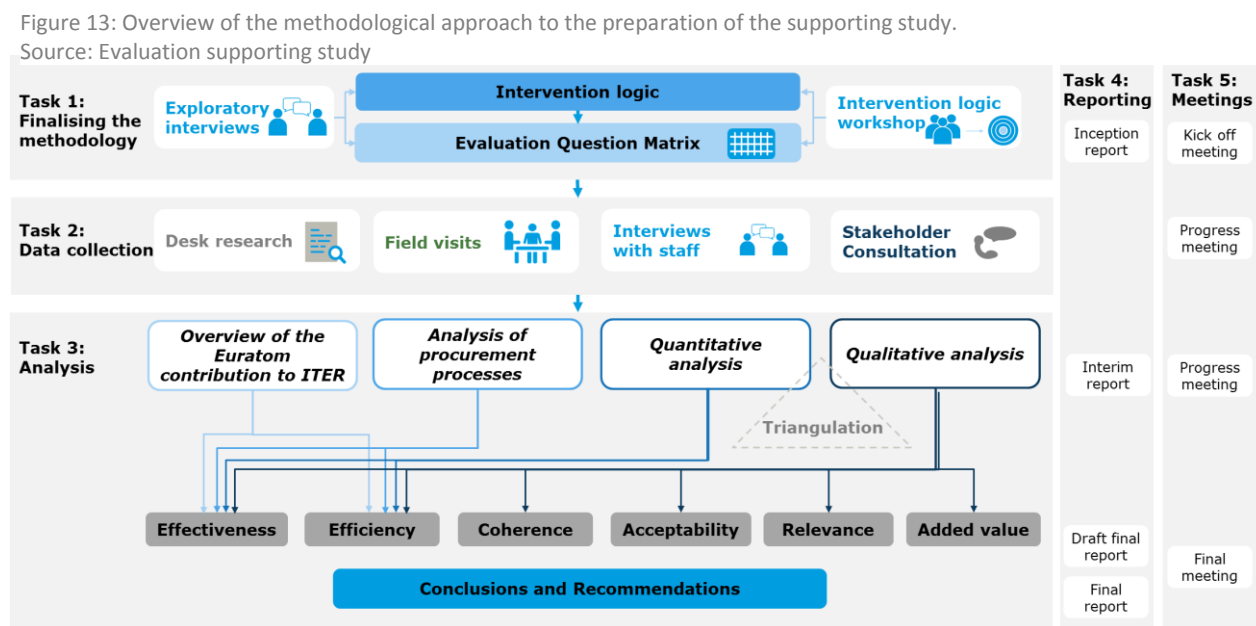 Figure 13: Overview of the methodological approach to the preparation of the supporting study.
Source: Evaluation supporting study
Task 1:
Finalising the
methodology
Exploratory
interviews
Intervention logic
Evaluation Question Matrix
Intervention logic
workshop
Task 2:
Data collection
Desk research
Field visits
Interviews
with staff
Stakeholder
Consultation
Task 3:
Analysis
Overview of the
Euratom
contribution to ITER
Analysis of
procurement
processes
Quantitative
analysis
Qualitative analysis
Triangulation
Effectiveness
Efficiency
Coherence
Acceptability
Relevance
Added value
Conclusions and Recommendations
Task 4:
Reporting
Inception
report
Interim
report
Draft final
report
Final
report
Task 5:
Meetings
Kick off
meeting
Progress
meeting
Progress
meeting
Final
meeting